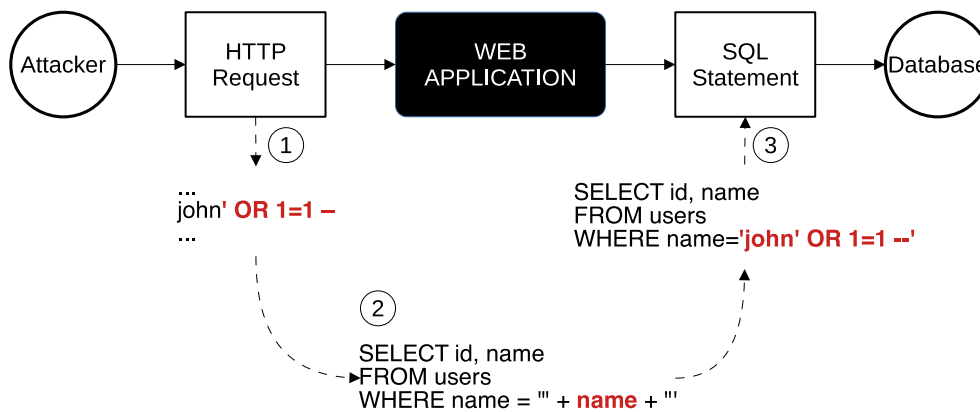 Attacker
HTTP
Request
WEB
APPLICATION
SQL
Statement
Database
1
3
...
john' OR 1=1 –
...
SELECT id, name
FROM users
WHERE name='john' OR 1=1 --'
2
SELECT id, name
FROM users
WHERE name = "' + name + "'